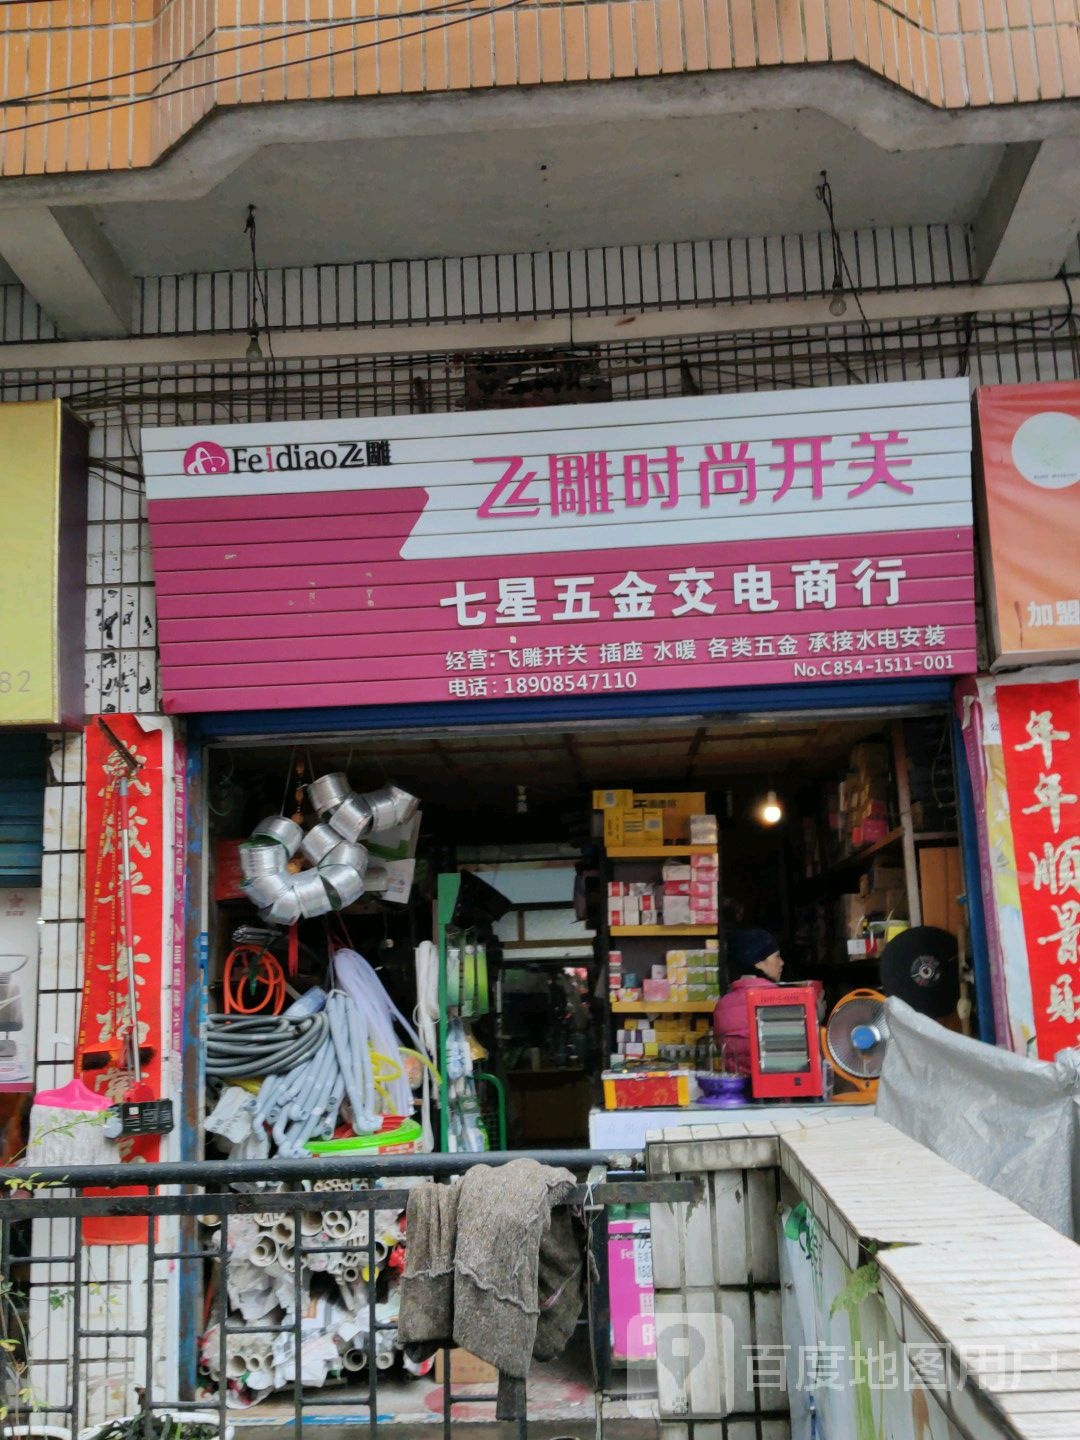 Feidiao飞雕
飞雕时尚开关
七星五金交电商行
经营：飞雕开关 插座 水暖 各类五金 承接水电安装
电话：18908547110
No.C854-1511-001
加盟
82
年年順景財
百度地图用户